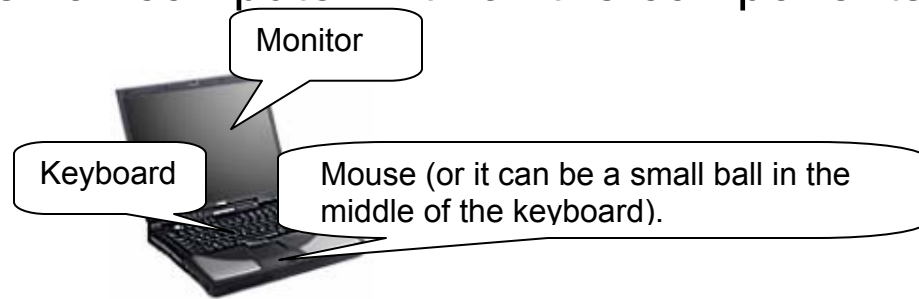 Monitor
Keyboard
Mouse (or it can be a small ball in the
middle of the keyboard).